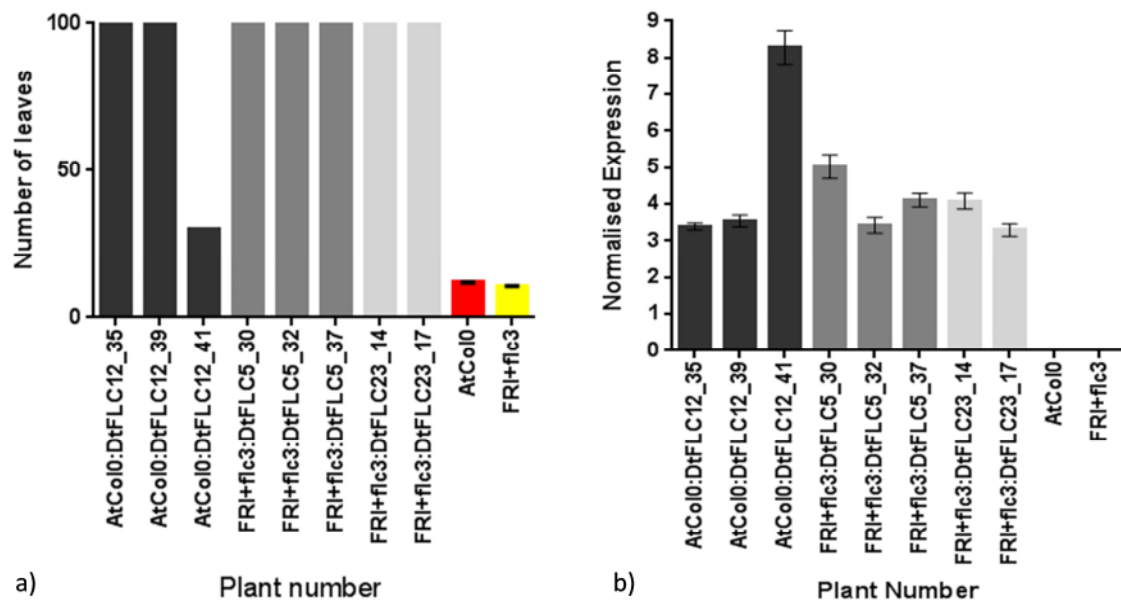 Number of leaves
100
50
0
AtCol0:DtFLC12_35
AtCol0:DtFLC12_39
AtCol0:DtFLC12_41
FRI+flc3:DtFLC5_30
FRI+flc3:DtFLC5_32
FRI+flc3:DtFLC5_37
FRI+flc3:DtFLC23_14
FRI+flc3:DtFLC23_17
AtCol0
FRI+flc3
a)
Plant number
Normalised Expression
9
8
7
6
5
4
3
2
1
0
AtCol0:DtFLC12_35
AtCol0:DtFLC12_39
AtCol0:DtFLC12_41
FRI+flc3:DtFLC5_30
FRI+flc3:DtFLC5_32
FRI+flc3:DtFLC5_37
FRI+flc3:DtFLC23_14
FRI+flc3:DtFLC23_17
AtCol0
FRI+flc3
b)
Plant Number